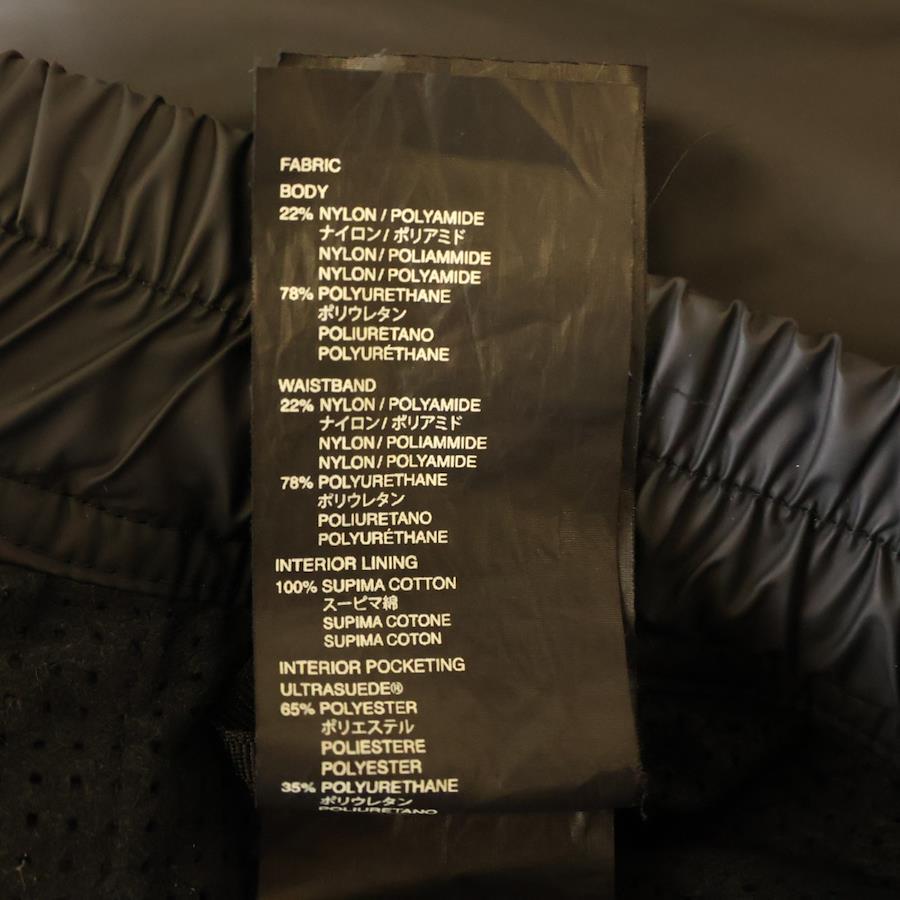 FABRIC
BODY
22% NYLON / POLYAMIDE
ナイロン / ポリアミド
NYLON / POLIAMMIDE
NYLON / POLYAMIDE
78% POLYURETHANE
ポリウレタン
POLIURETANO
POLYURÉTHANE
WAISTBAND
22% NYLON / POLYAMIDE
ナイロン / ポリアミド
NYLON / POLIAMMIDE
NYLON / POLYAMIDE
78% POLYURETHANE
ポリウレタン
POLIURETANO
POLYURÉTHANE
INTERIOR LINING
100% SUPIMA COTTON
スーピマ綿
SUPIMA COTONE
SUPIMA COTON
INTERIOR POCKETING
ULTRASUEDE®
65% POLYESTER
ポリエステル
POLIESTERE
POLYESTER
35% POLYURETHANE
ポリウレタン
POLIURETANO